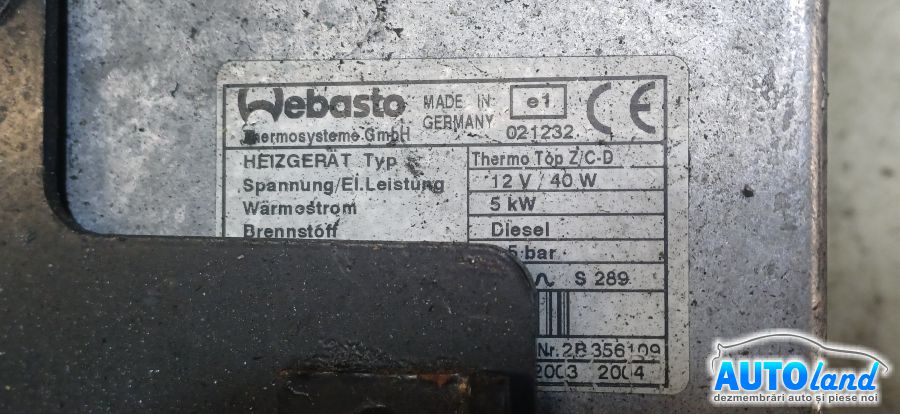 Webasto MADE IN GERMANY e1 CE
Thermosysteme GmbH 021232
HEIZGERÄT Typ Thermo Top Z/C-D
Spannung/El.Leistung 12 V / 40 W
Wärmestrom 5 kW
Brennstoff Diesel
5 bar
S 289
Nr. 2B 356109
2003 2004
AUTOland
dezmembrări auto și piese noi